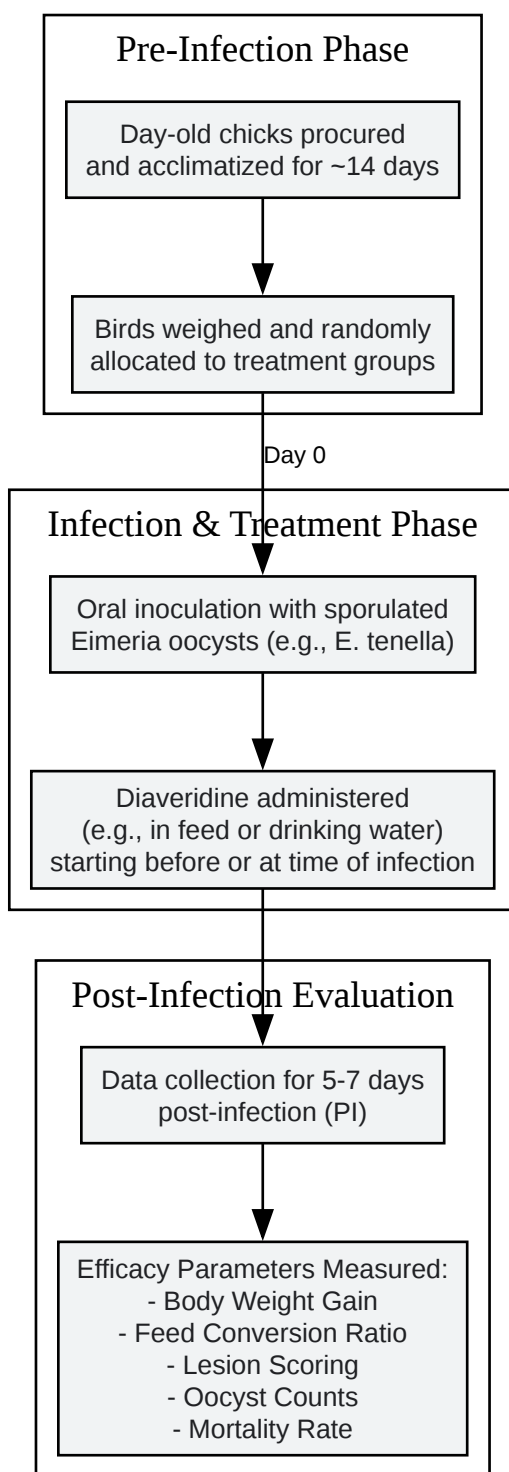 Pre-Infection Phase
Day-old chicks procured
and acclimatized for ~14 days
Birds weighed and randomly
allocated to treatment groups
Day 0
Infection & Treatment Phase
Oral inoculation with sporulated
Eimeria oocysts (e.g., E. tenella)
Diaveridine administered
(e.g., in feed or drinking water)
starting before or at time of infection
Post-Infection Evaluation
Data collection for 5-7 days
post-infection (PI)
Efficacy Parameters Measured:
- Body Weight Gain
- Feed Conversion Ratio
- Lesion Scoring
- Oocyst Counts
- Mortality Rate